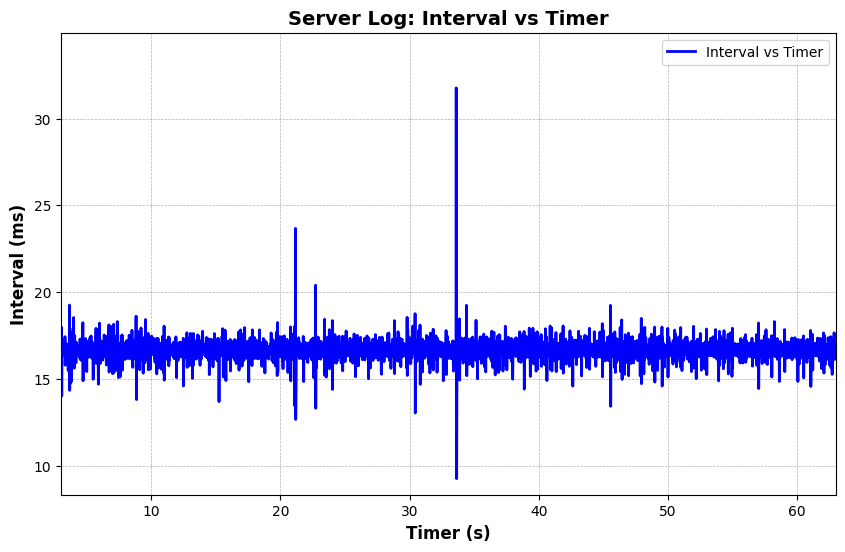 Server Log: Interval vs Timer
Interval vs Timer
Interval (ms)
30
25
20
15
10
10 20 30 40 50 60
Timer (s)